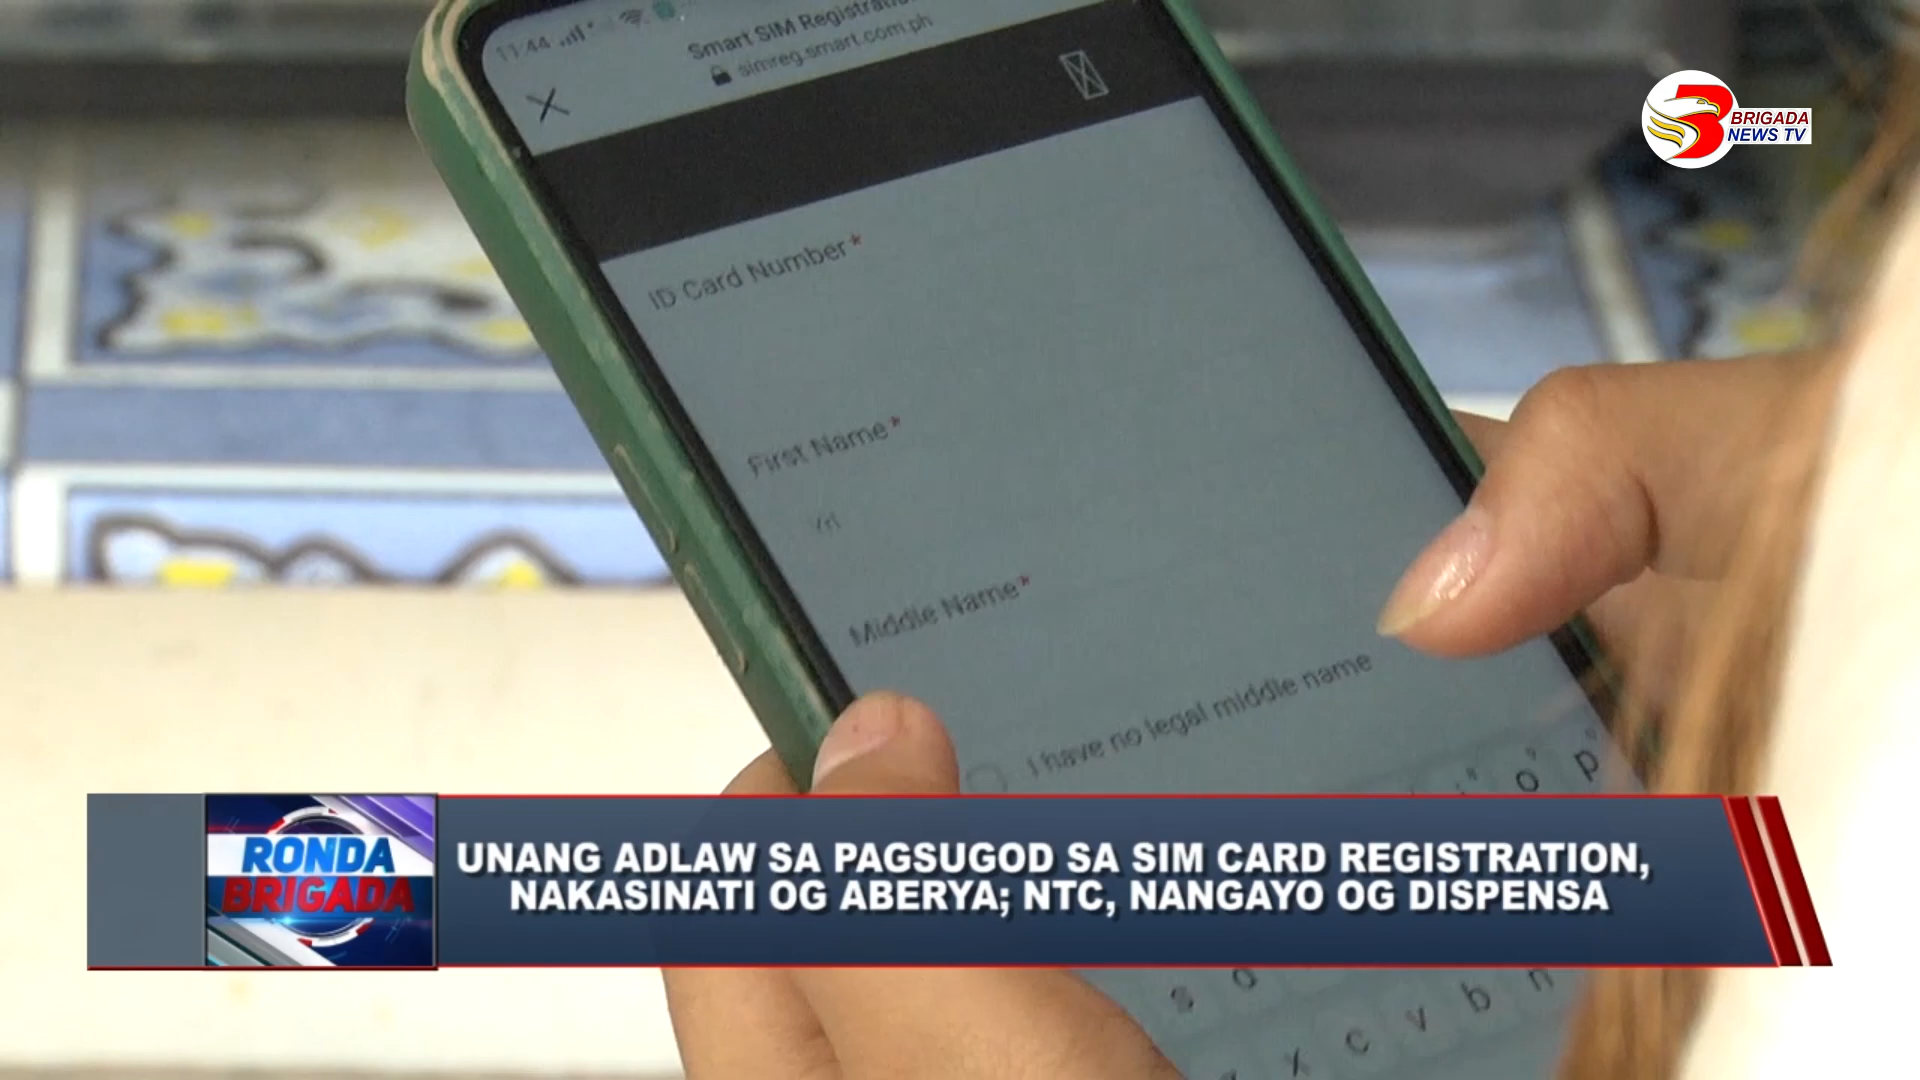 11:44
Smart SIM Registration
simreg.smart.com.ph
BRIGADA
NEWS TV
ID Card Number*
First Name*
Middle Name*
I have no legal middle name
o p
RONDA
BRIGADA
UNANG ADLAW SA PAGSUGOD SA SIM CARD REGISTRATION,
NAKASINATI OG ABERYA; NTC, NANGAYO OG DISPENSA
s
x c v b n